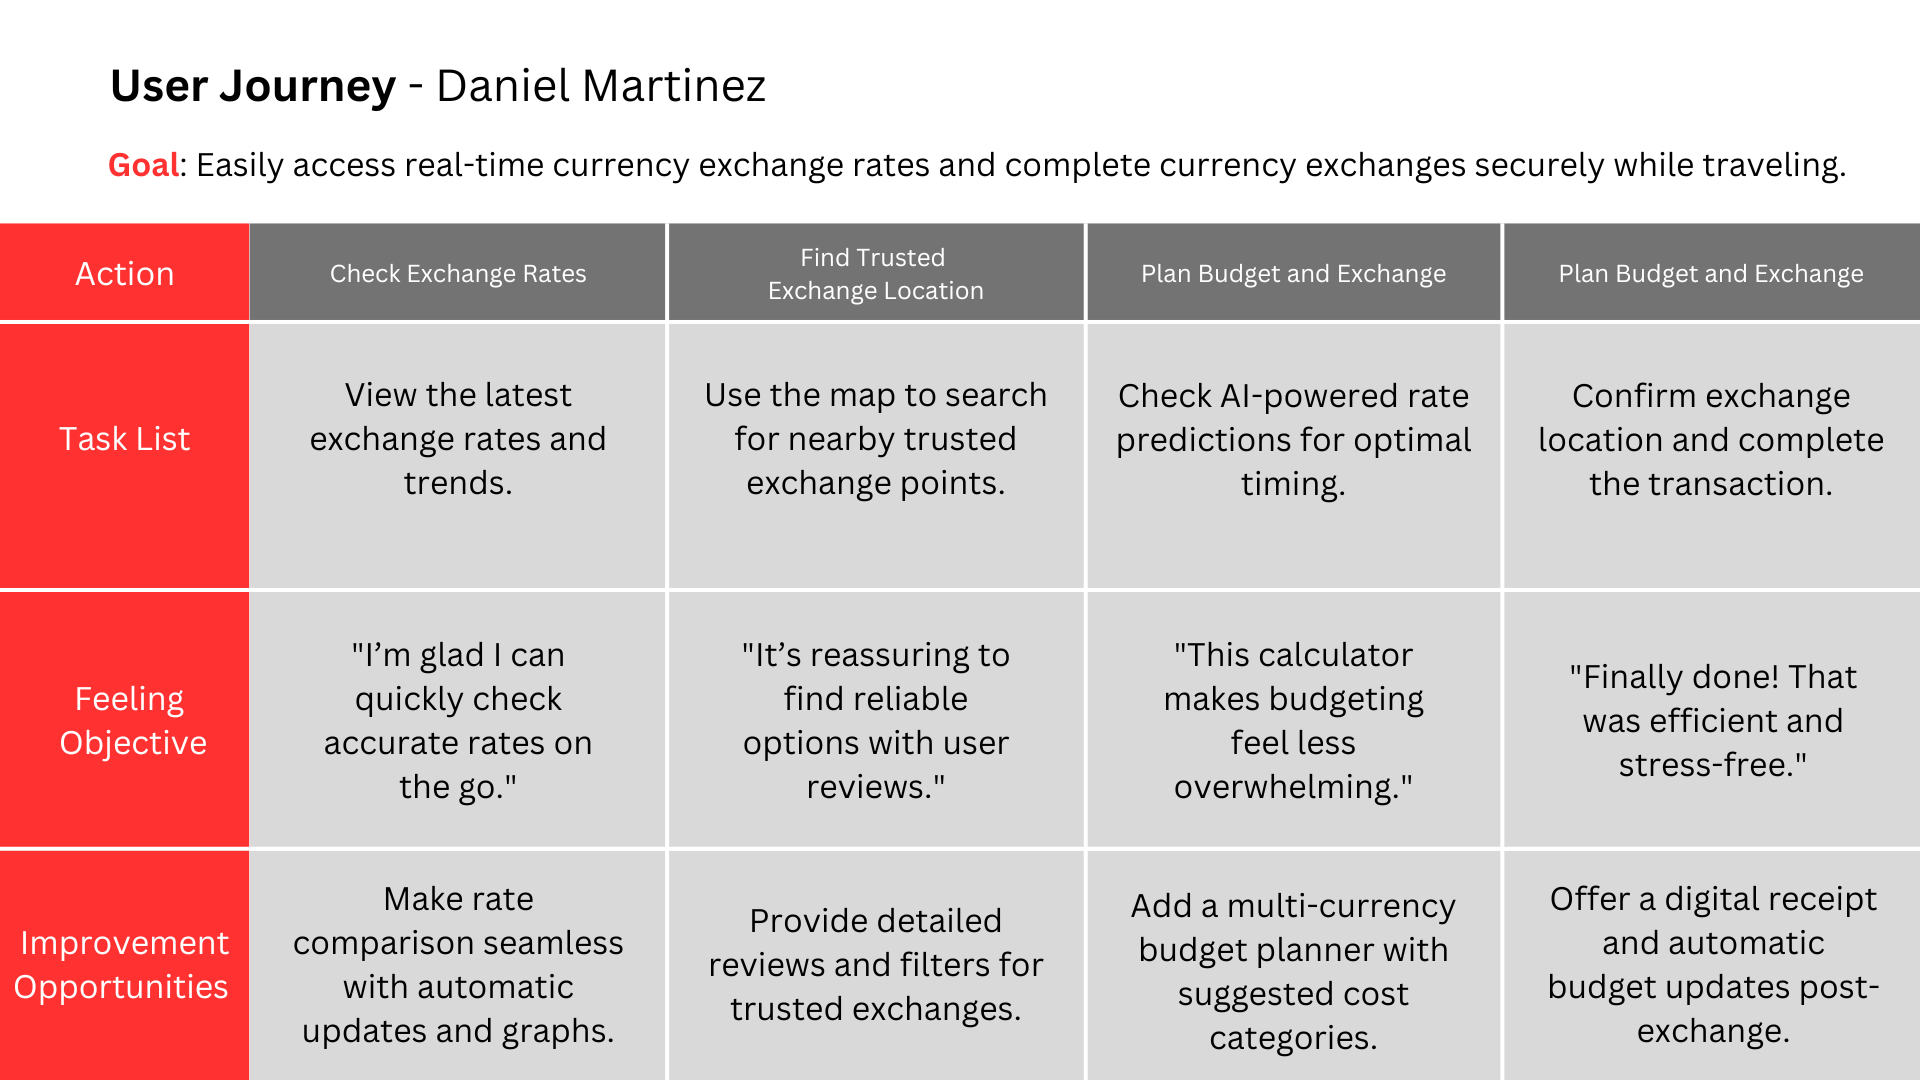 User Journey - Daniel Martinez
Goal: Easily access real-time currency exchange rates and complete currency exchanges securely while traveling.
Action
Check Exchange Rates
Find Trusted
Exchange Location
Plan Budget and Exchange
Plan Budget and Exchange
Task List
View the latest
exchange rates and
trends.
Use the map to search
for nearby trusted
exchange points.
Check AI-powered rate
predictions for optimal
timing.
Confirm exchange
location and complete
the transaction.
Feeling
Objective
"I’m glad I can
quickly check
accurate rates on
the go."
"It’s reassuring to
find reliable
options with user
reviews."
"This calculator
makes budgeting
feel less
overwhelming."
"Finally done! That
was efficient and
stress-free."
Improvement
Opportunities
Make rate
comparison seamless
with automatic
updates and graphs.
Provide detailed
reviews and filters for
trusted exchanges.
Add a multi-currency
budget planner with
suggested cost
categories.
Offer a digital receipt
and automatic
budget updates post-
exchange.